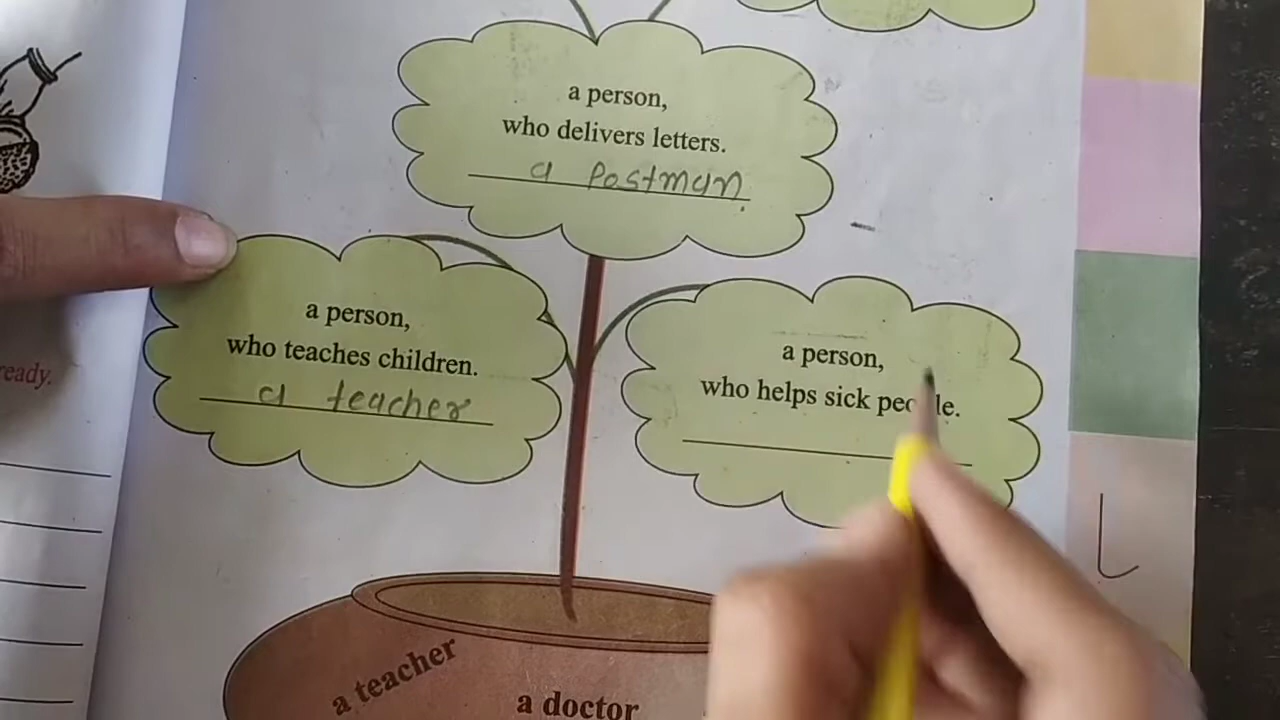 a person,
who delivers letters.
a postman.
a person,
who teaches children.
a teacher
a person,
who helps sick people.
ready.
a teacher
a doctor